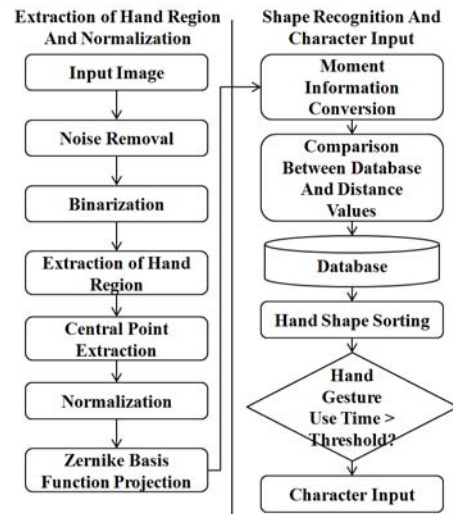 Extraction of Hand Region
And Normalization
Input Image
Noise Removal
Binarization
Extraction of Hand
Region
Central Point
Extraction
Normalization
Zernike Basis
Function Projection
Shape Recognition And
Character Input
Moment
Information
Conversion
Comparison
Between Database
And Distance
Values
Database
Hand Shape Sorting
Hand
Gesture
Use Time >
Threshold?
Character Input